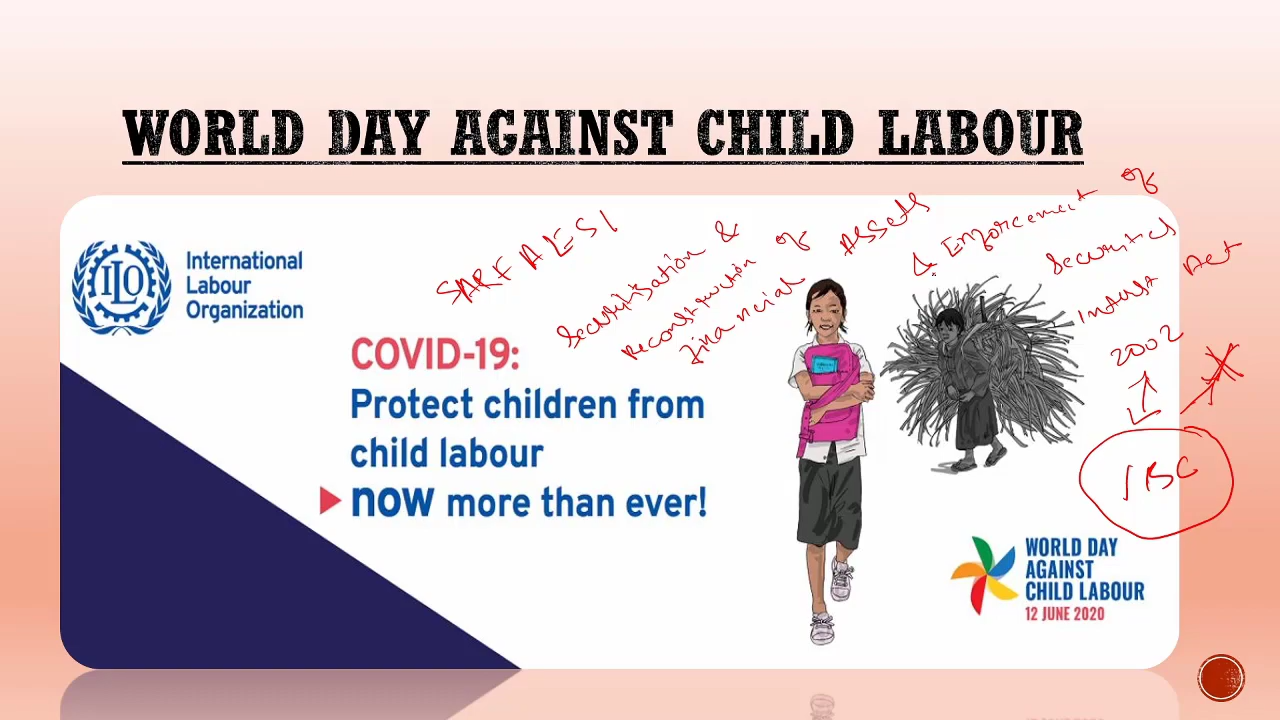 WORLD DAY AGAINST CHILD LABOUR
ILO
International
Labour
Organization
COVID-19:
Protect children from
child labour
now more than ever!
SARFAESI
Securitisation &
Reconstruction of
financial Assets
& Enforcement of
Securities
Interest Act
2002
IBC
WORLD DAY
AGAINST
CHILD LABOUR
12 JUNE 2020